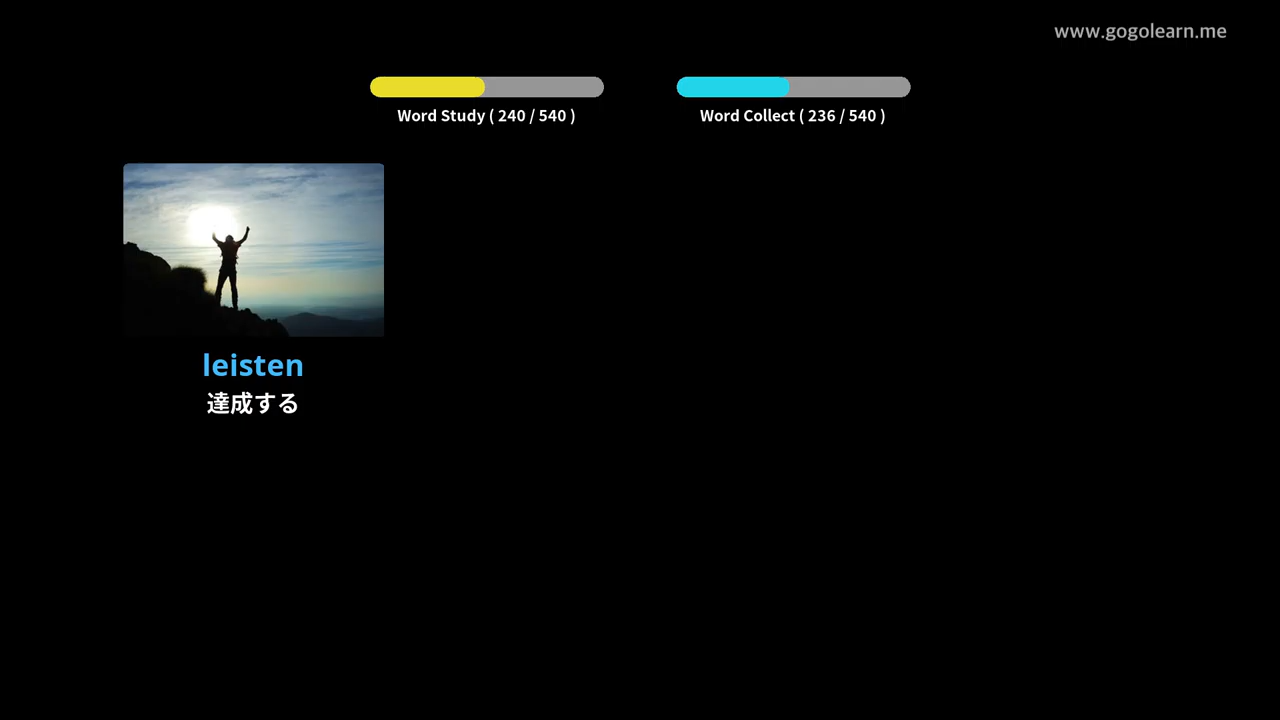 www.gogolearn.me
Word Study ( 240 / 540 )
Word Collect ( 236 / 540 )
leisten
達成する